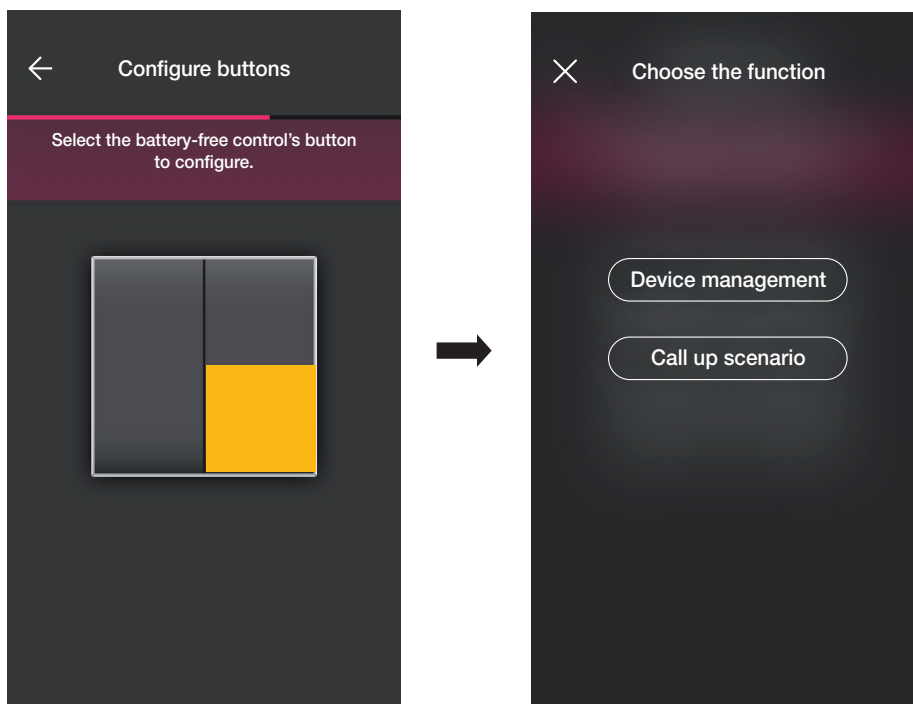 Configure buttons
Select the battery-free control's button
to configure.
Choose the function
Device management
Call up scenario